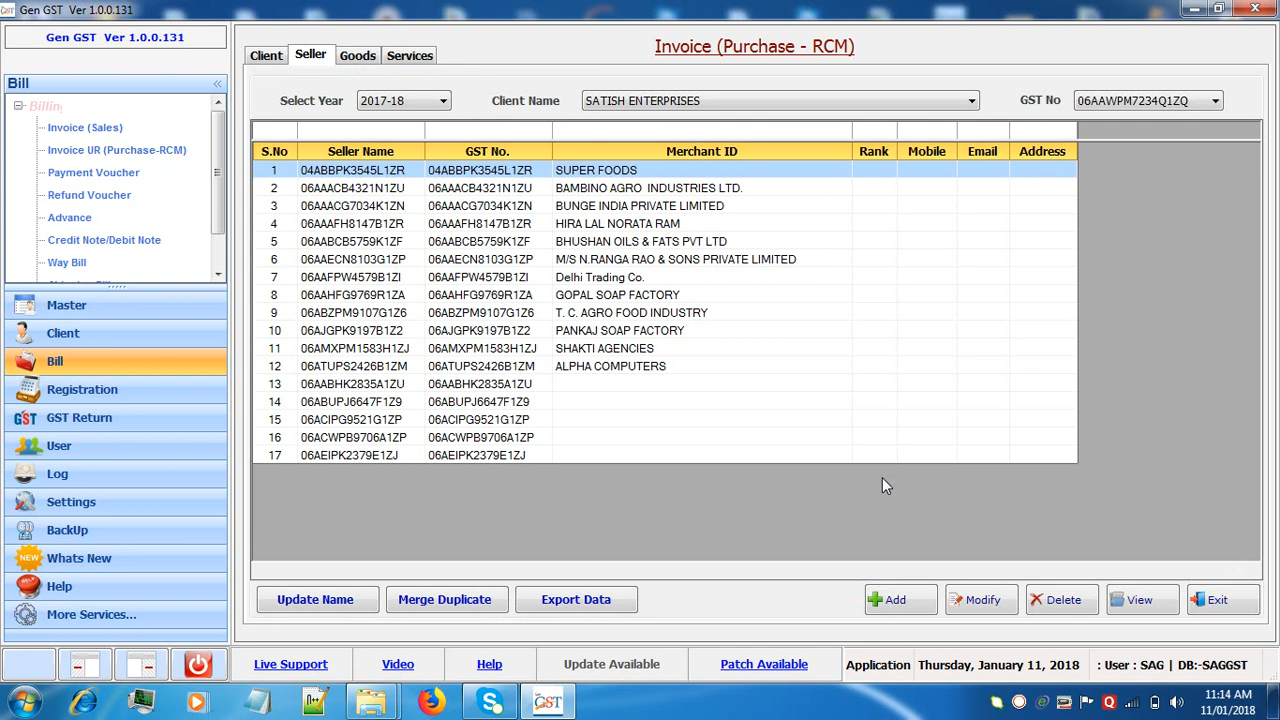 Gen GST Ver 1.0.0.131
Gen GST Ver 1.0.0.131
Bill
Billing
Invoice (Sales)
Invoice UR (Purchase-RCM)
Payment Voucher
Refund Voucher
Advance
Credit Note/Debit Note
Way Bill
Master
Client
Bill
Registration
GST Return
User
Log
Settings
BackUp
Whats New
Help
More Services...
Client Seller Goods Services
Invoice (Purchase - RCM)
Select Year 2017-18 Client Name SATISH ENTERPRISES GST No 06AAWPM7234Q1ZQ
S.No Seller Name GST No. Merchant ID Rank Mobile Email Address
1 04ABBPK3545L1ZR 04ABBPK3545L1ZR SUPER FOODS
2 06AAACB4321N1ZU 06AAACB4321N1ZU BAMBINO AGRO INDUSTRIES LTD.
3 06AAACG7034K1ZN 06AAACG7034K1ZN BUNGE INDIA PRIVATE LIMITED
4 06AAAFH8147B1ZR 06AAAFH8147B1ZR HIRA LAL NORATA RAM
5 06AABCB5759K1ZF 06AABCB5759K1ZF BHUSHAN OILS & FATS PVT LTD
6 06AAECN8103G1ZP 06AAECN8103G1ZP M/S N.RANGA RAO & SONS PRIVATE LIMITED
7 06AAFPW4579B1ZI 06AAFPW4579B1ZI Delhi Trading Co.
8 06AAHFG9769R1ZA 06AAHFG9769R1ZA GOPAL SOAP FACTORY
9 06ABZPM9107G1Z6 06ABZPM9107G1Z6 T. C. AGRO FOOD INDUSTRY
10 06AJGPK9197B1Z2 06AJGPK9197B1Z2 PANKAJ SOAP FACTORY
11 06AMXPM1583H1ZJ 06AMXPM1583H1ZJ SHAKTI AGENCIES
12 06ATUPS2426B1ZM 06ATUPS2426B1ZM ALPHA COMPUTERS
13 06AABHK2835A1ZU 06AABHK2835A1ZU
14 06ABUPJ6647F1Z9 06ABUPJ6647F1Z9
15 06ACIPG9521G1ZP 06ACIPG9521G1ZP
16 06ACWPB9706A1ZP 06ACWPB9706A1ZP
17 06AEIPK2379E1ZJ 06AEIPK2379E1ZJ
Update Name Merge Duplicate Export Data Add Modify Delete View Exit
Live Support Video Help Update Available Patch Available Application Thursday, January 11, 2018 : User : SAG | DB:-SAGGST
11:14 AM
11/01/2018